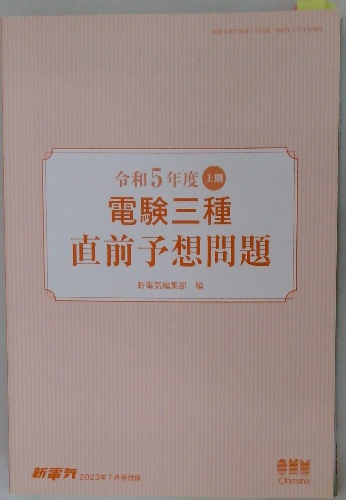 令和5年度 上期
電験三種
直前予想問題
新電気編集部 編
新電気 2023年7月号付録
Ohmsha